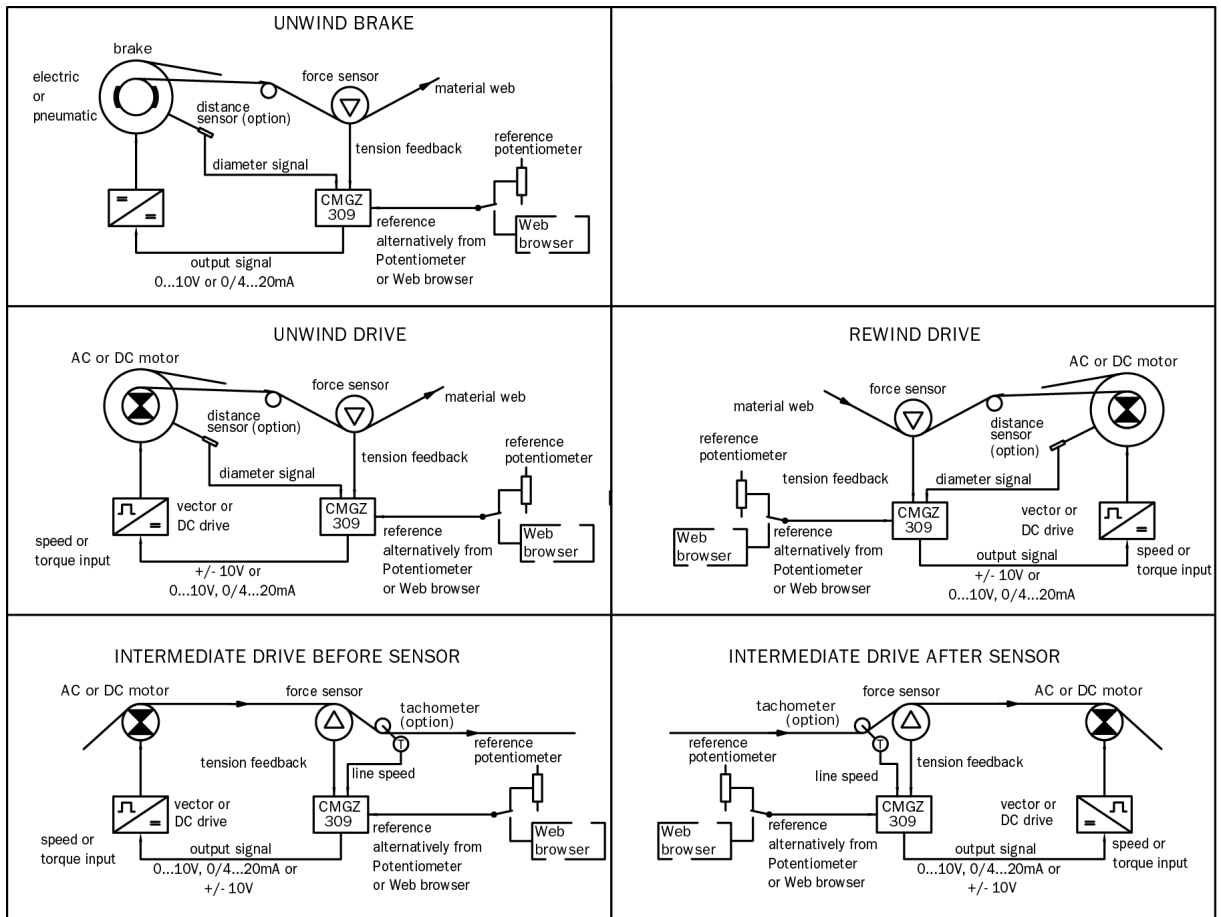 UNWIND BRAKE
brake
electric
or
pneumatic
distance
sensor (option)
force sensor
material web
tension feedback
reference
potentiometer
diameter signal
CMGZ
309
reference
alternatively from
Potentiometer
or Web browser
Web
browser
output signal
0...10V or 0/4...20mA
UNWIND DRIVE
AC or DC motor
force sensor
material web
distance
sensor (option)
reference
potentiometer
tension feedback
diameter signal
vector or
DC drive
CMGZ
309
speed or
torque input
reference
alternatively from
Potentiometer
or Web browser
Web
browser
+/- 10V or
0...10V, 0/4...20mA
REWIND DRIVE
AC or DC motor
force sensor
material web
distance
sensor
(option)
reference
potentiometer
tension feedback
diameter signal
CMGZ
309
vector or
DC drive
Web
browser
reference
alternatively from
Potentiometer
or Web browser
output signal
+/- 10V or
0...10V, 0/4...20mA
speed or
torque input
INTERMEDIATE DRIVE BEFORE SENSOR
AC or DC motor
force sensor
tachometer
(option)
T
reference
potentiometer
tension feedback
line speed
vector or
DC drive
CMGZ
309
speed or
torque input
reference
alternatively from
Potentiometer
or Web browser
Web
browser
output signal
0...10V, 0/4...20mA or
+/- 10V
INTERMEDIATE DRIVE AFTER SENSOR
force sensor
AC or DC motor
tachometer
(option)
T
reference
potentiometer
line speed
tension feedback
CMGZ
309
vector or
DC drive
Web
browser
reference
alternatively from
Potentiometer
or Web browser
output signal
0...10V, 0/4...20mA or
+/- 10V
speed or
torque input